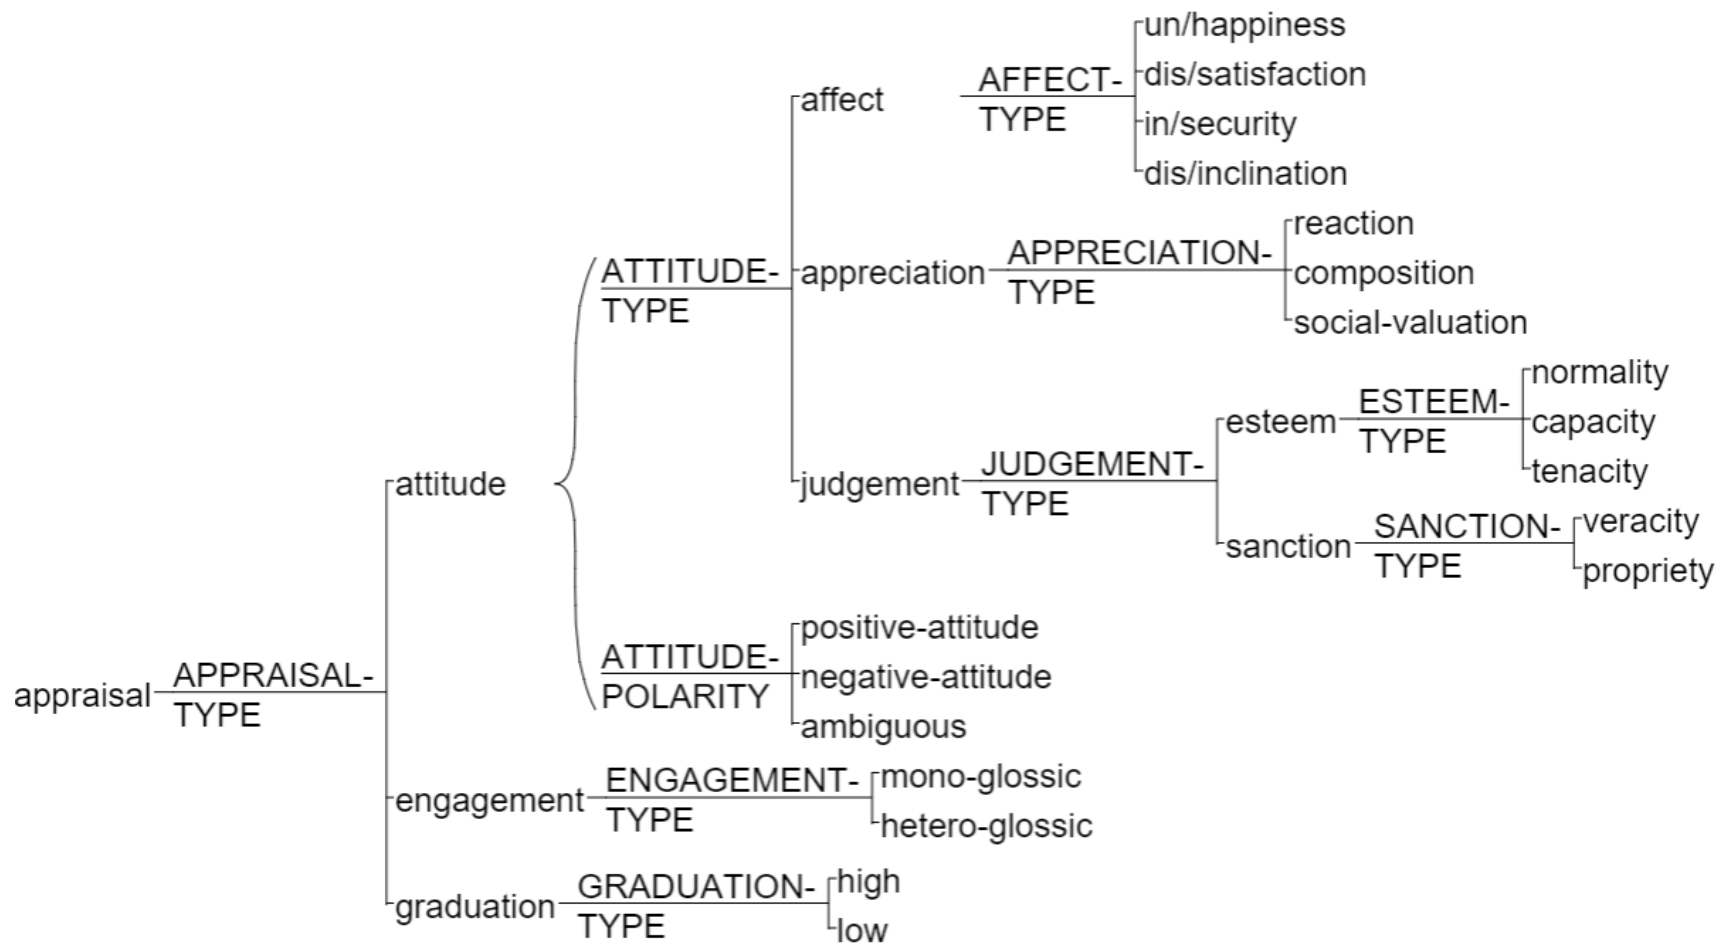 un/happiness
dis/satisfaction
in/security
dis/inclination
AFFECT-
TYPE
affect
reaction
composition
social-valuation
APPRECIATION-
TYPE
appreciation
ATTITUDE-
TYPE
normality
capacity
tenacity
ESTEEM-
TYPE
esteem
JUDGEMENT-
TYPE
judgement
veracity
propriety
SANCTION-
TYPE
sanction
attitude
positive-attitude
negative-attitude
ambiguous
ATTITUDE-
POLARITY
appraisal
APPRAISAL-
TYPE
engagement
ENGAGEMENT-
TYPE
mono-glossic
hetero-glossic
graduation
GRADUATION-
TYPE
high
low